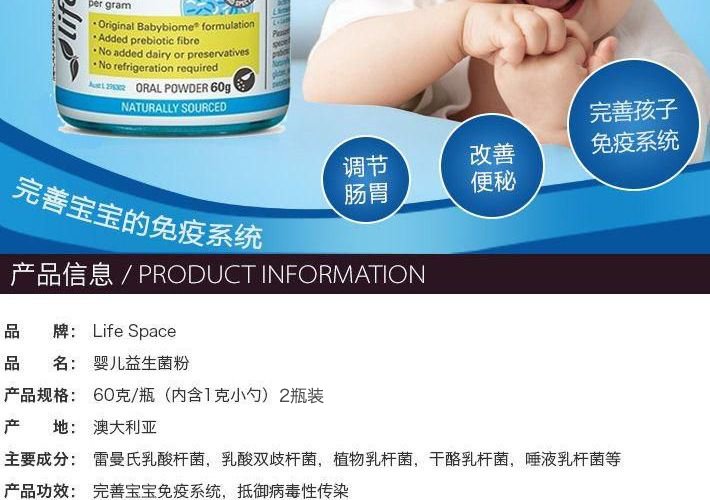 life
per gram
• Original Babybiome® formulation
• Added prebiotic fibre
• No added dairy or preservatives
• No refrigeration required
Aust L 276302
ORAL POWDER 60g
NATURALLY SOURCED
调节
肠胃
改善
便秘
完善孩子
免疫系统
完善宝宝的免疫系统
产品信息 / PRODUCT INFORMATION
品 牌： Life Space
品 名： 婴儿益生菌粉
产品规格： 60克/瓶（内含1克小勺）2瓶装
产 地： 澳大利亚
主要成分： 雷曼氏乳酸杆菌，乳酸双歧杆菌，植物乳杆菌，干酪乳杆菌，唾液乳杆菌等
产品功效： 完善宝宝免疫系统，抵御病毒性传染